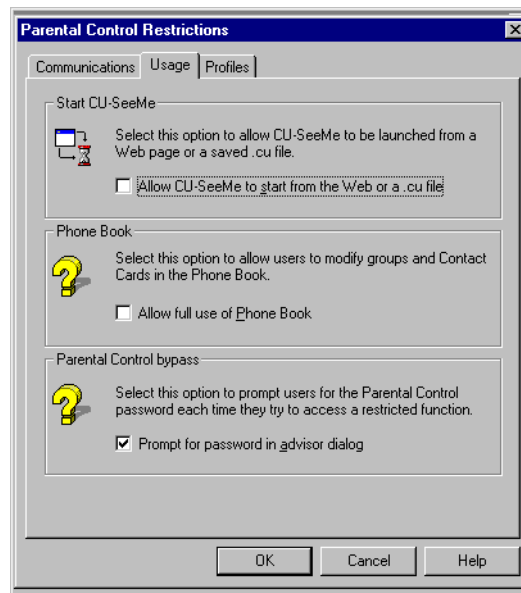 Parental Control Restrictions
Communications Usage Profiles
Start CU-SeeMe
Select this option to allow CU-SeeMe to be launched from a
Web page or a saved .cu file.
Allow CU-SeeMe to start from the Web or a .cu file
Phone Book
Select this option to allow users to modify groups and Contact
Cards in the Phone Book.
Allow full use of Phone Book
Parental Control bypass
Select this option to prompt users for the Parental Control
password each time they try to access a restricted function.
Prompt for password in advisor dialog
OK Cancel Help